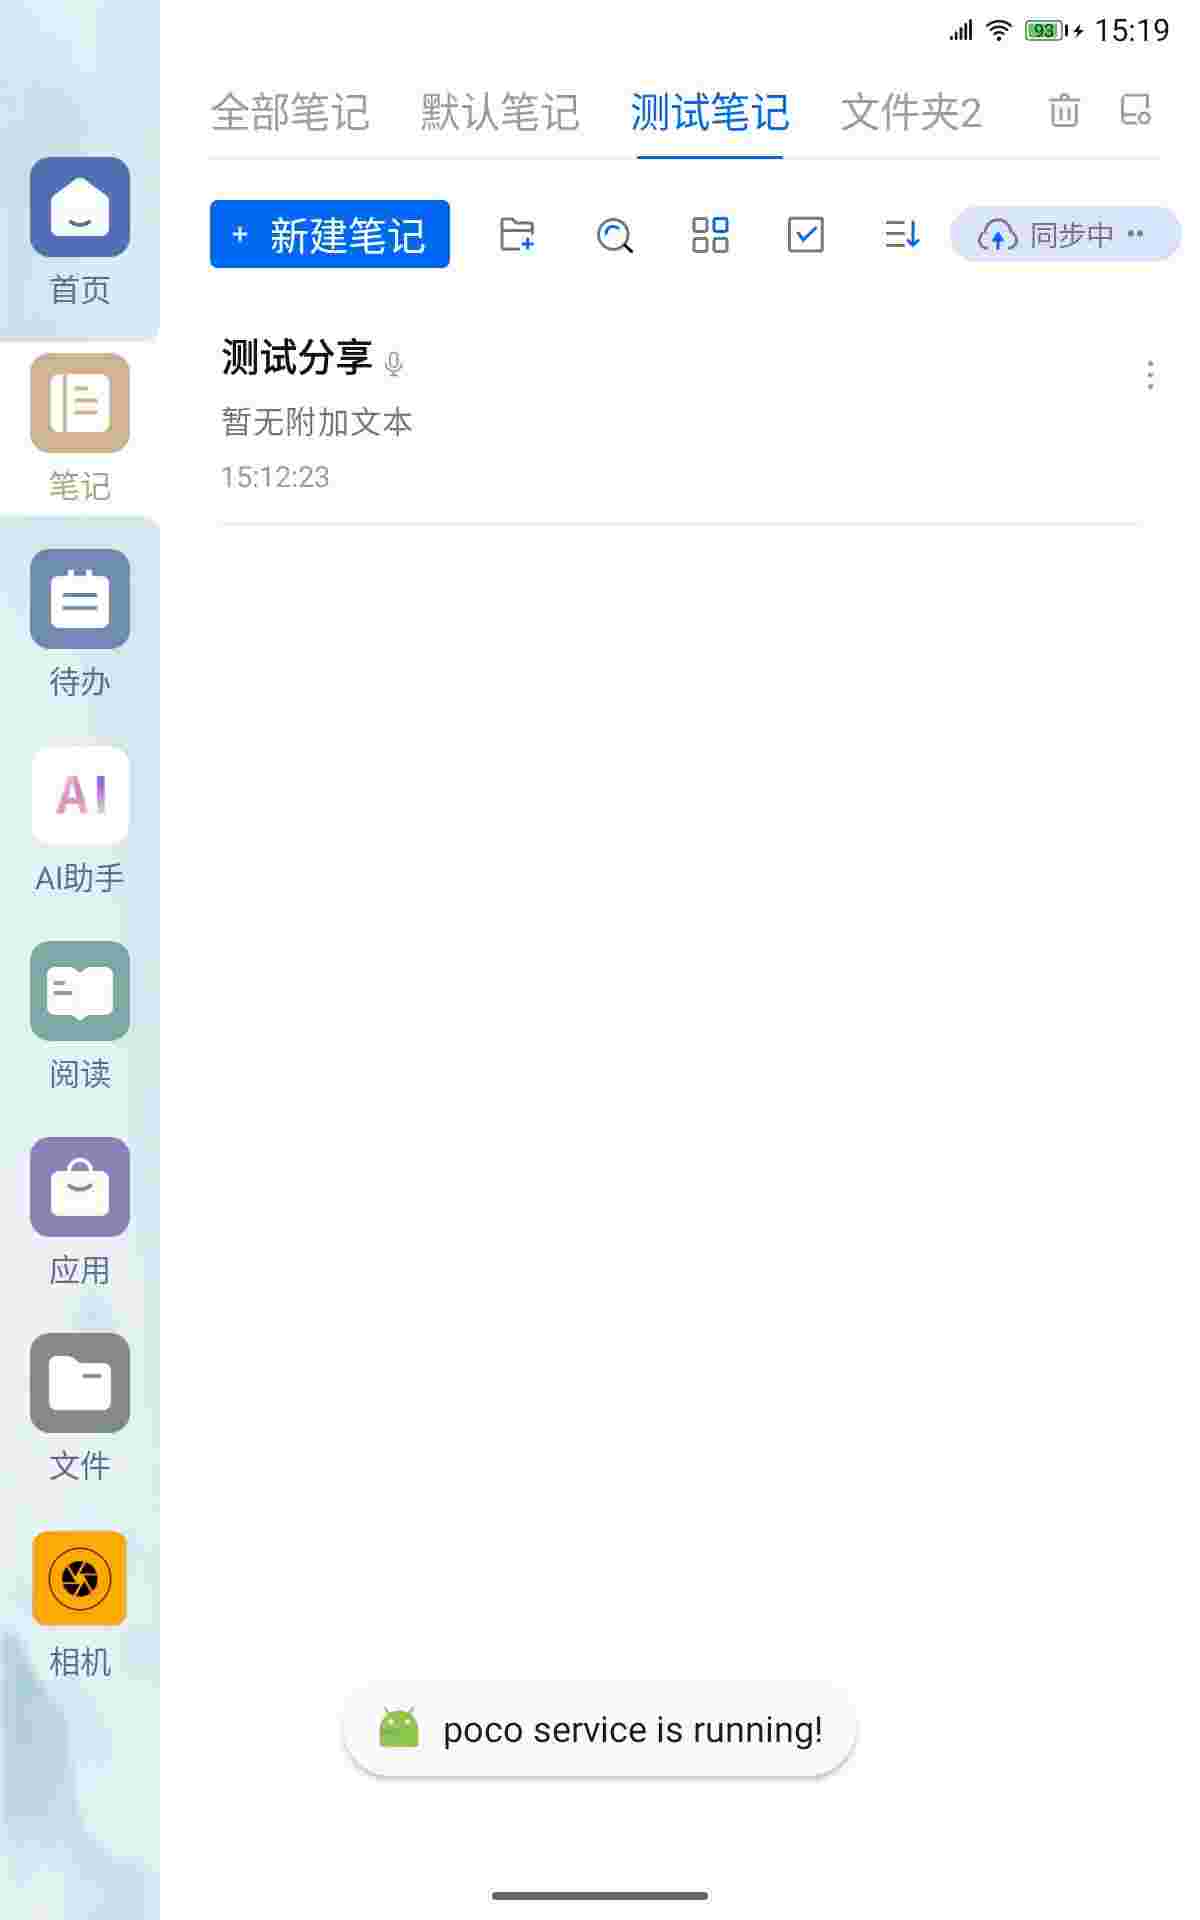 93 15:19
全部笔记 默认笔记 测试笔记 文件夹2
+ 新建笔记 同步中 ··
测试分享
暂无附加文本
15:12:23
首页
笔记
待办
AI
AI助手
阅读
应用
文件
相机
poco service is running!